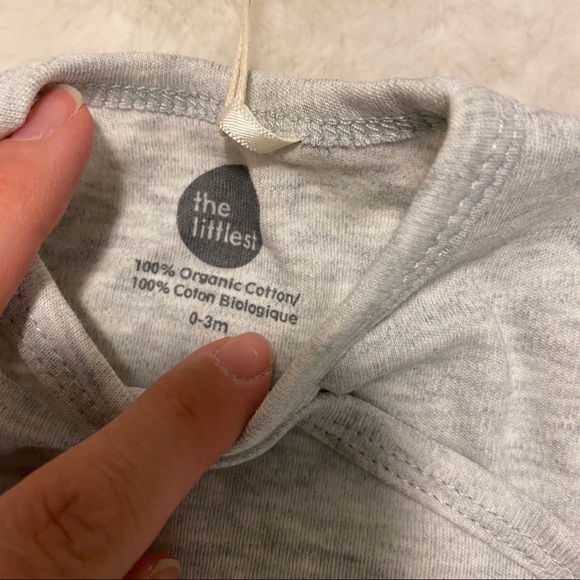 the
littlest
100% Organic Cotton/
100% Coton Biologique
0-3m